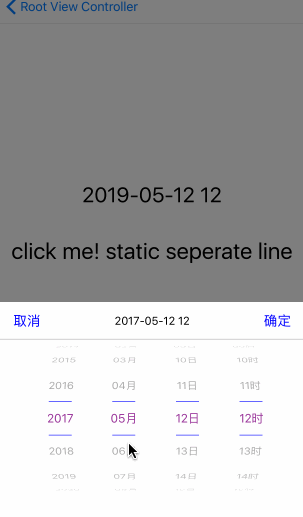 Root View Controller
2019-05-12 12
click me! static seperate line
取消 2017-05-12 12 确定
2015 03月 10日 10时
2016 04月 11日 11时
2017 05月 12日 12时
2018 06月 13日 13时
2019 07月 14日 14时